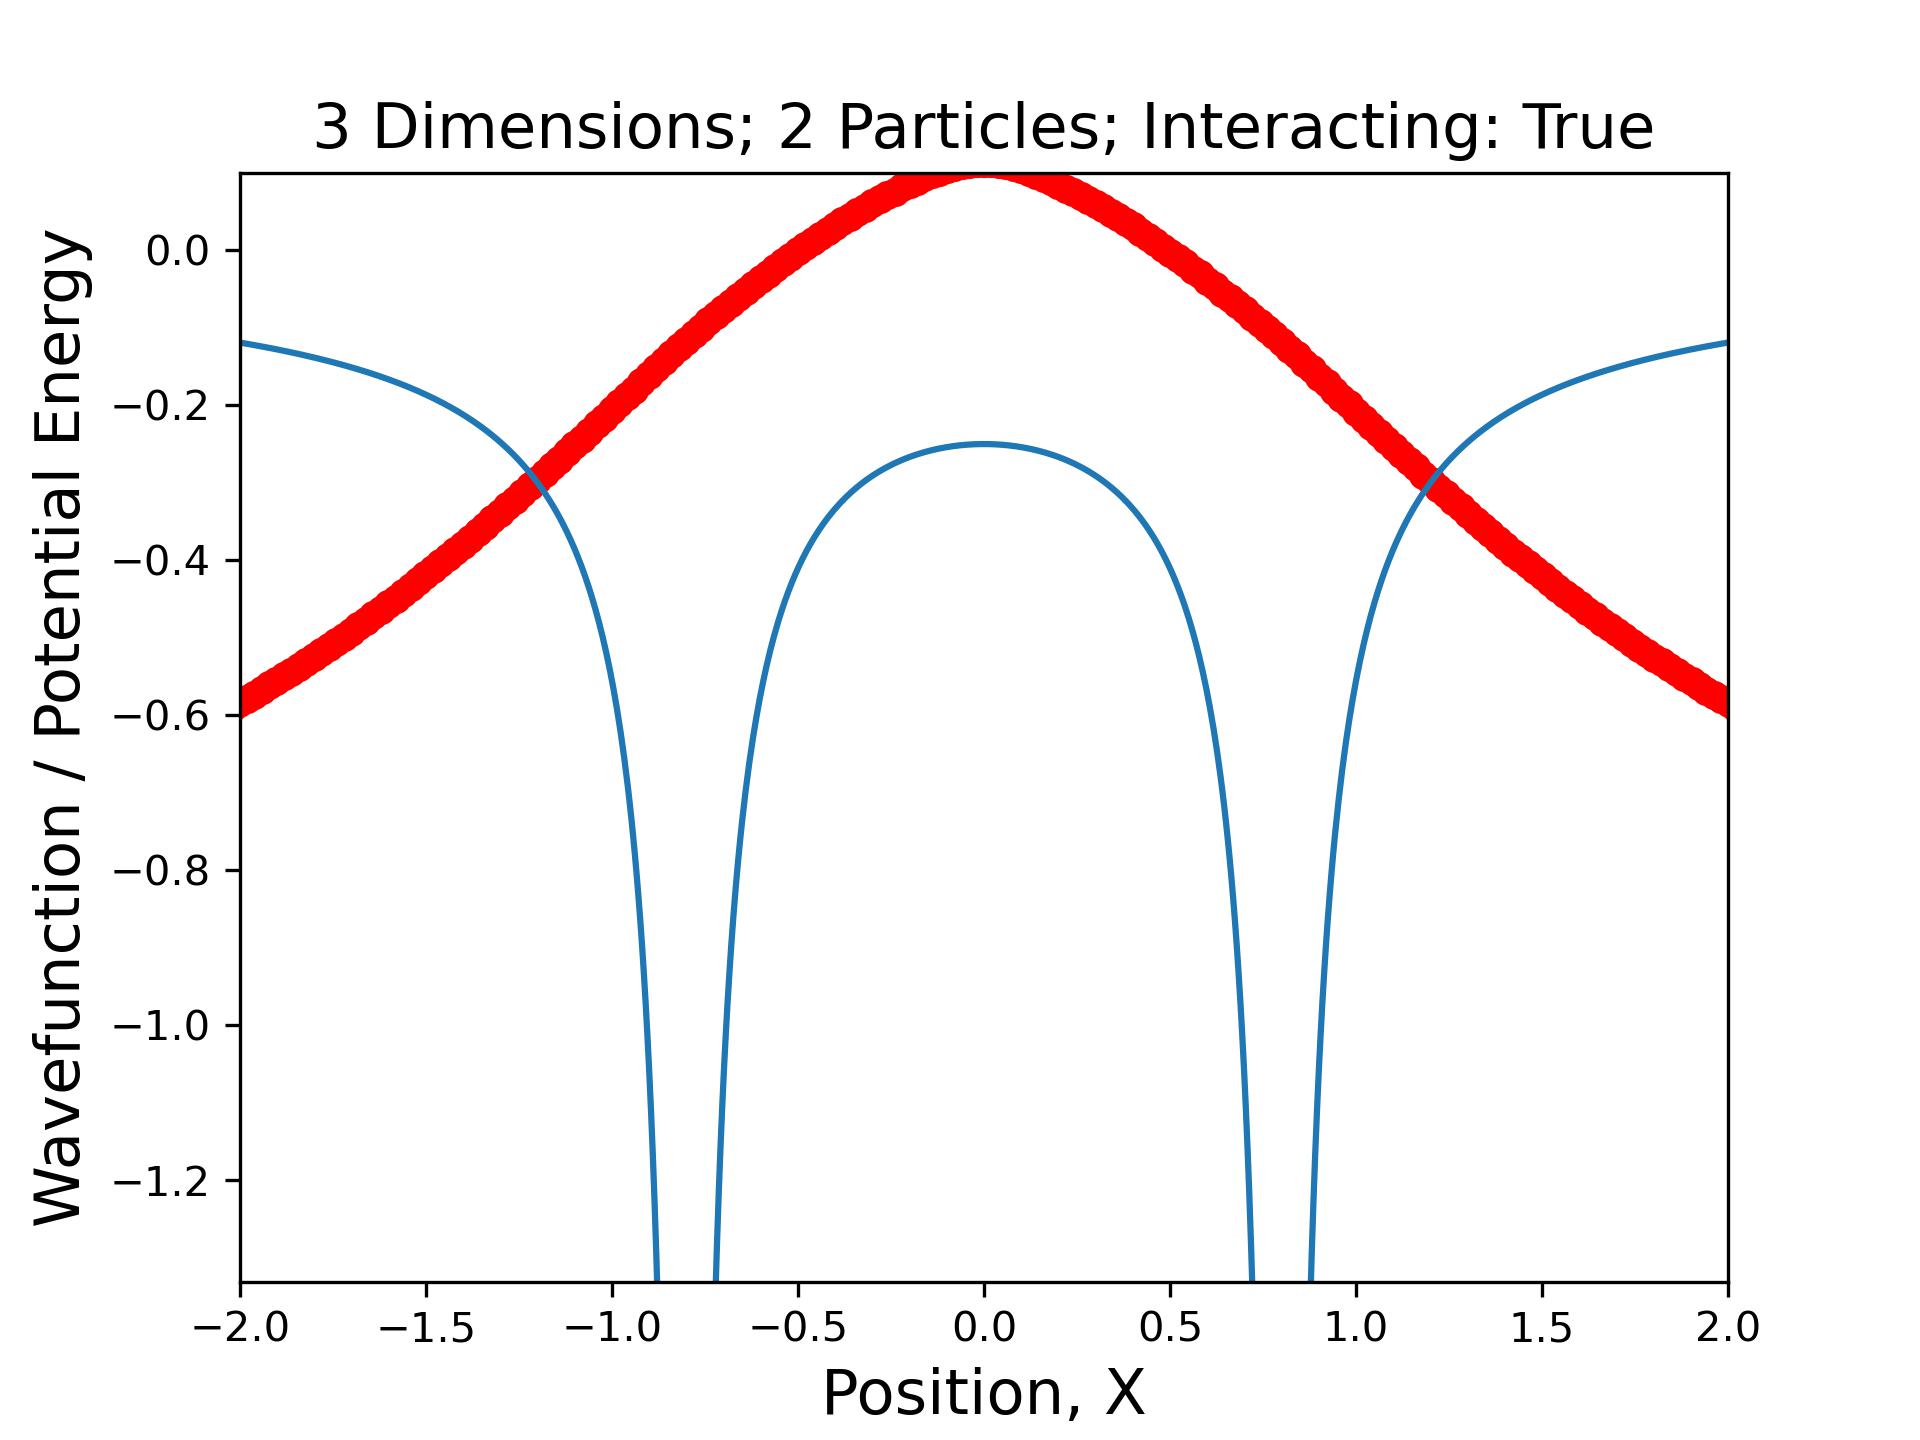 3 Dimensions; 2 Particles; Interacting: True
Wavefunction / Potential Energy
0.0
−0.2
−0.4
−0.6
−0.8
−1.0
−1.2
−2.0 −1.5 −1.0 −0.5 0.0 0.5 1.0 1.5 2.0
Position, X